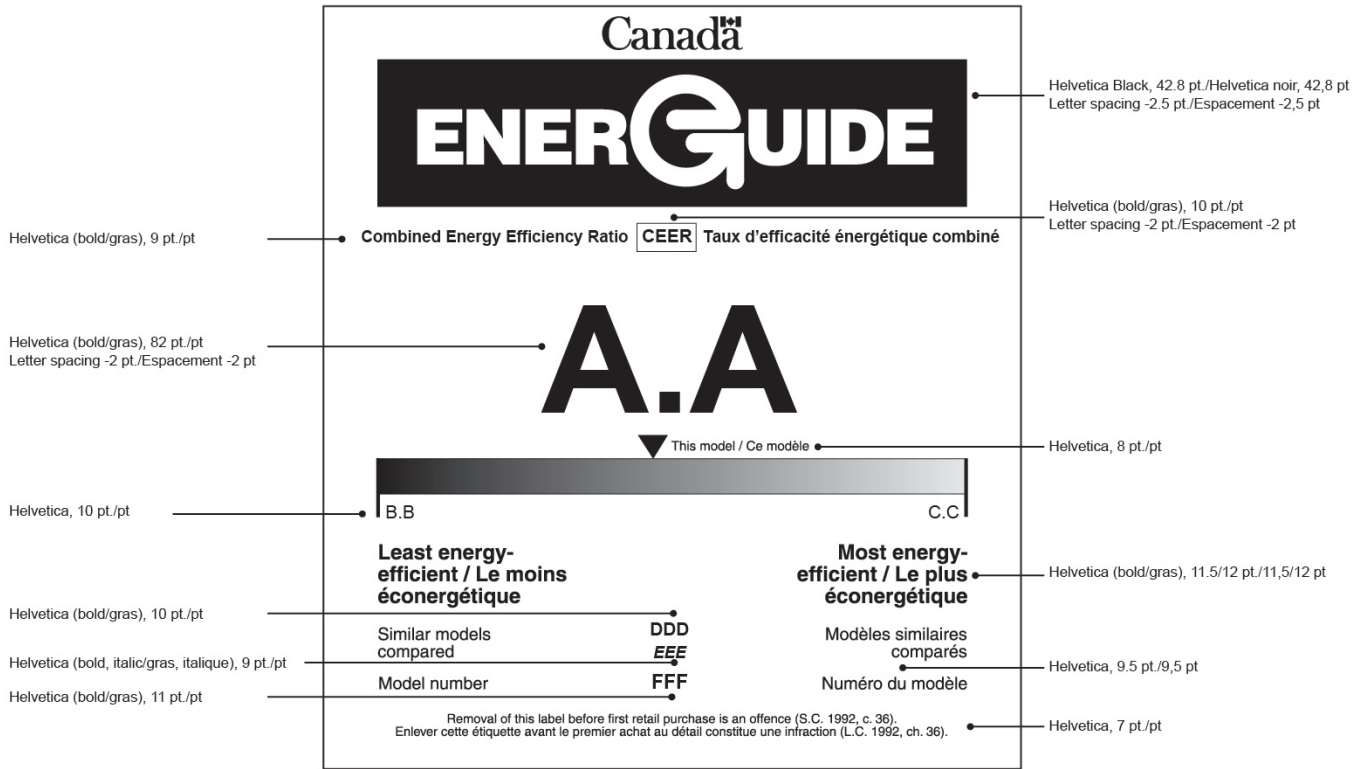 Canada
Helvetica Black, 42.8 pt./Helvetica noir, 42,8 pt
Letter spacing -2.5 pt./Espacement -2,5 pt
ENERGUIDE
Helvetica (bold/gras), 10 pt./pt
Letter spacing -2 pt./Espacement -2 pt
Helvetica (bold/gras), 9 pt./pt
Combined Energy Efficiency Ratio CEER Taux d'efficacité énergétique combiné
Helvetica (bold/gras), 82 pt./pt
Letter spacing -2 pt./Espacement -2 pt
A.A
This model / Ce modèle
Helvetica, 8 pt./pt
Helvetica, 10 pt./pt
B.B
C.C
Least energy-
efficient / Le moins
éconergétique
Most energy-
efficient / Le plus
éconergétique
Helvetica (bold/gras), 11.5/12 pt./11,5/12 pt
Helvetica (bold/gras), 10 pt./pt
Similar models
compared
DDD
EEE
Modèles similaires
comparés
Helvetica (bold, italic/gras, italique), 9 pt./pt
Helvetica, 9.5 pt./9,5 pt
Helvetica (bold/gras), 11 pt./pt
Model number
FFF
Numéro du modèle
Removal of this label before first retail purchase is an offence (S.C. 1992, c. 36).
Enlever cette étiquette avant le premier achat au détail constitue une infraction (L.C. 1992, ch. 36).
Helvetica, 7 pt./pt